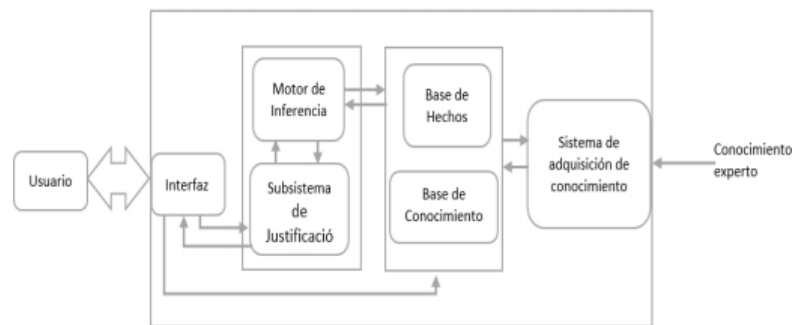 Usuario
Interfaz
Motor de
Inferencia
Subsistema
de
Justificació
Base de
Hechos
Base de
Conocimiento
Sistema de
adquisición de
conocimiento
Conocimiento
experto